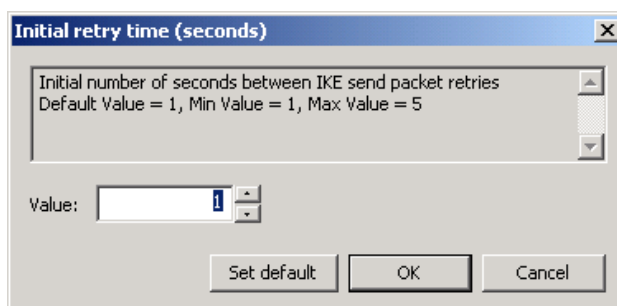 Initial retry time (seconds)
Initial number of seconds between IKE send packet retries
Default Value = 1, Min Value = 1, Max Value = 5
Value: 1
Set default OK Cancel